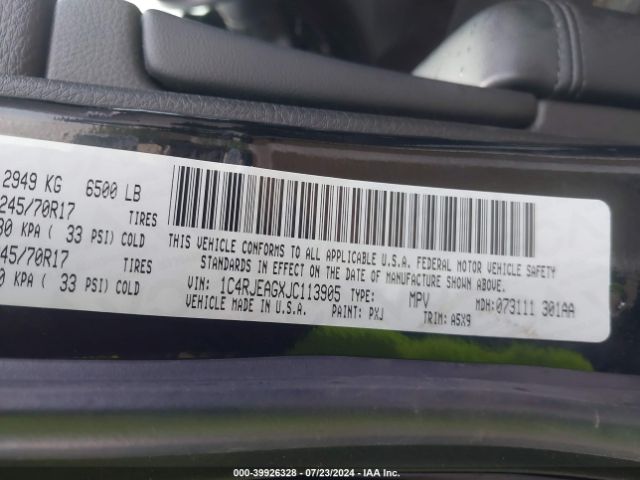 2949 KG 6500 LB
245/70R17 TIRES
30 KPA ( 33 PSI) COLD
45/70R17 TIRES
0 KPA ( 33 PSI) COLD
THIS VEHICLE CONFORMS TO ALL APPLICABLE U.S.A. FEDERAL MOTOR VEHICLE SAFETY
STANDARDS IN EFFECT ON THE DATE OF MANUFACTURE SHOWN ABOVE.
VIN: 1C4RJEAGXJC113905 TYPE: MPV MDH:073111 301AA
VEHICLE MADE IN U.S.A. PAINT: PXJ TRIM: A5X9
000-39926328 - 07/23/2024 - IAA Inc.